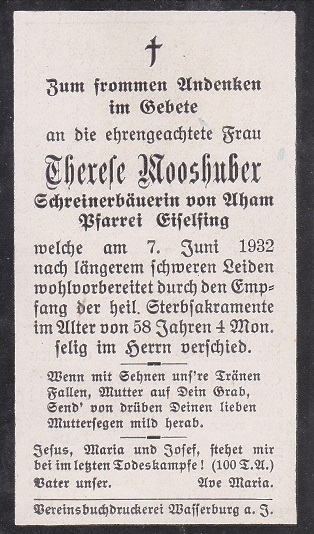 Zum frommen Andenken
im Gebete
an die ehrengeachtete Frau
Therese Mooshuber
Schreinerbäuerin von Aham
Pfarrei Eiselfing
welche am 7. Juni 1932
nach längerem schweren Leiden
wohlvorbereitet durch den Emp-
fang der heil. Sterbsakramente
im Alter von 58 Jahren 4 Mon.
selig im Herrn verschied.
Wenn mit Sehnen uns're Tränen
Fallen, Mutter auf Dein Grab,
Send' von drüben Deinen lieben
Muttersegen mild herab.
Jesus, Maria und Josef, stehet mir
bei im letzten Todeskampfe! (100 T.A.)
Vater unser. Ave Maria.
Vereinsbuchdruckerei Wasserburg a. J.